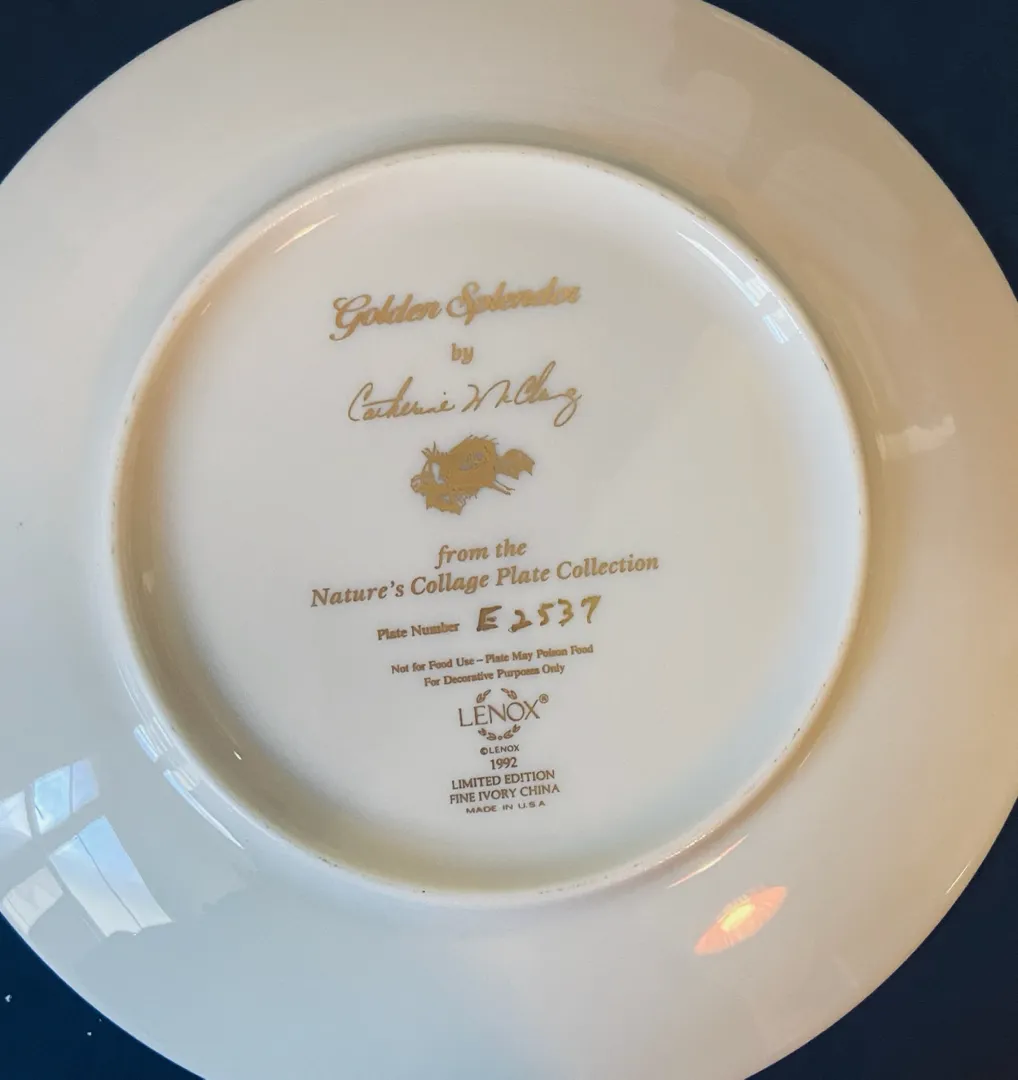 Golden Splendor
by
Catherine McClung
from the
Nature's Collage Plate Collection
Plate Number E2537
Not for Food Use – Plate May Poison Food
For Decorative Purposes Only
LENOX®
©LENOX
1992
LIMITED EDITION
FINE IVORY CHINA
MADE IN U.S.A